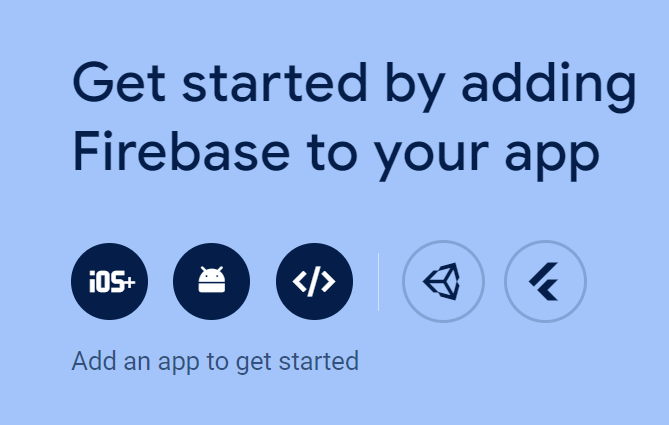 Get started by adding
Firebase to your app
iOS+
</>
Add an app to get started